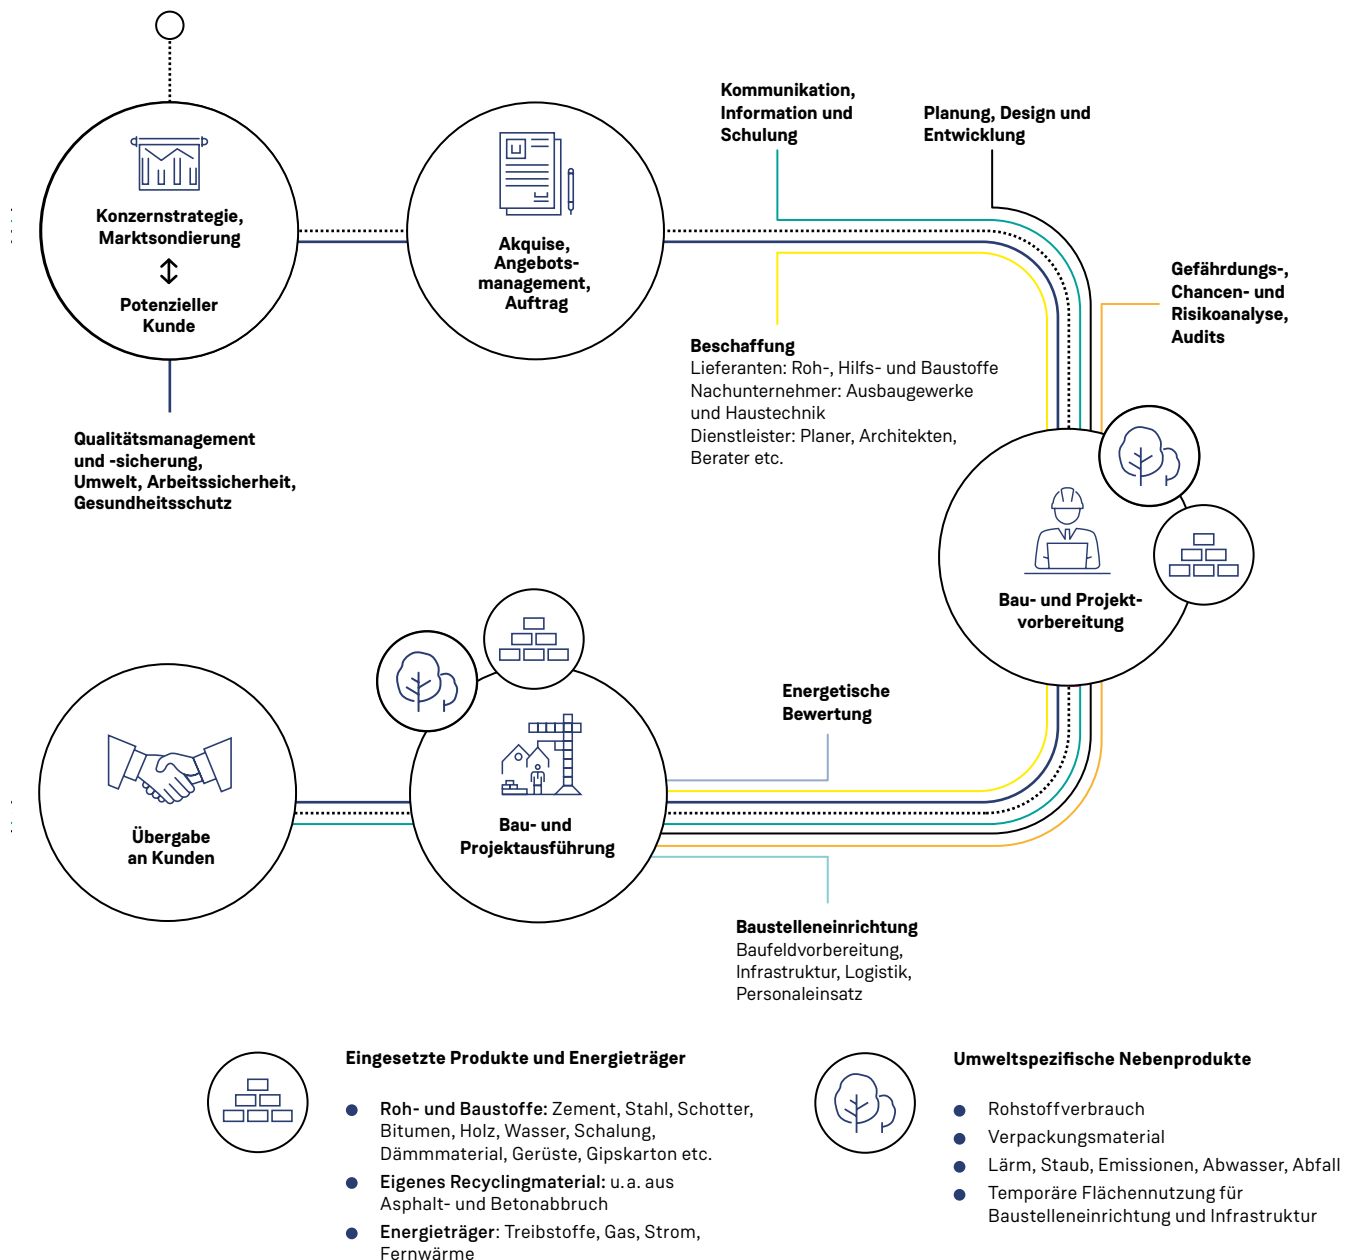 Kommunikation,
Information und
Schulung
Planung, Design und
Entwicklung
Konzernstrategie,
Marktsondierung
Potenzieller
Kunde
Akquise,
Angebots-
management,
Auftrag
Gefährdungs-,
Chancen- und
Risikoanalyse,
Audits
Beschaffung
Lieferanten: Roh-, Hilfs- und Baustoffe
Nachunternehmer: Ausbaugewerke
und Haustechnik
Dienstleister: Planer, Architekten,
Berater etc.
Qualitätsmanagement
und -sicherung,
Umwelt, Arbeitssicherheit,
Gesundheitsschutz
Bau- und Projekt-
vorbereitung
Energetische
Bewertung
Übergabe
an Kunden
Bau- und
Projektausführung
Baustelleneinrichtung
Baufeldvorbereitung,
Infrastruktur, Logistik,
Personaleinsatz
Eingesetzte Produkte und Energieträger
Roh- und Baustoffe: Zement, Stahl, Schotter,
Bitumen, Holz, Wasser, Schalung,
Dämmmaterial, Gerüste, Gipskarton etc.
Eigenes Recyclingmaterial: u. a. aus
Asphalt- und Betonabbruch
Energieträger: Treibstoffe, Gas, Strom,
Fernwärme
Umweltspezifische Nebenprodukte
Rohstoffverbrauch
Verpackungsmaterial
Lärm, Staub, Emissionen, Abwasser, Abfall
Temporäre Flächennutzung für
Baustelleneinrichtung und Infrastruktur